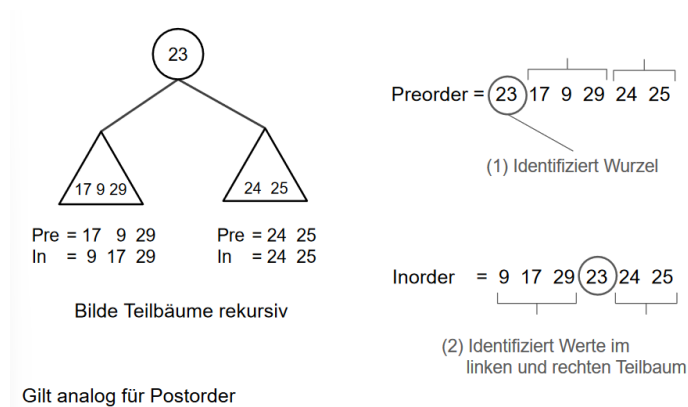 23
17 9 29
24 25
Pre = 17 9 29
In = 9 17 29
Pre = 24 25
In = 24 25
Bilde Teilbäume rekursiv
Gilt analog für Postorder
Preorder = 23 17 9 29 24 25
(1) Identifiziert Wurzel
Inorder = 9 17 29 23 24 25
(2) Identifiziert Werte im
linken und rechten Teilbaum